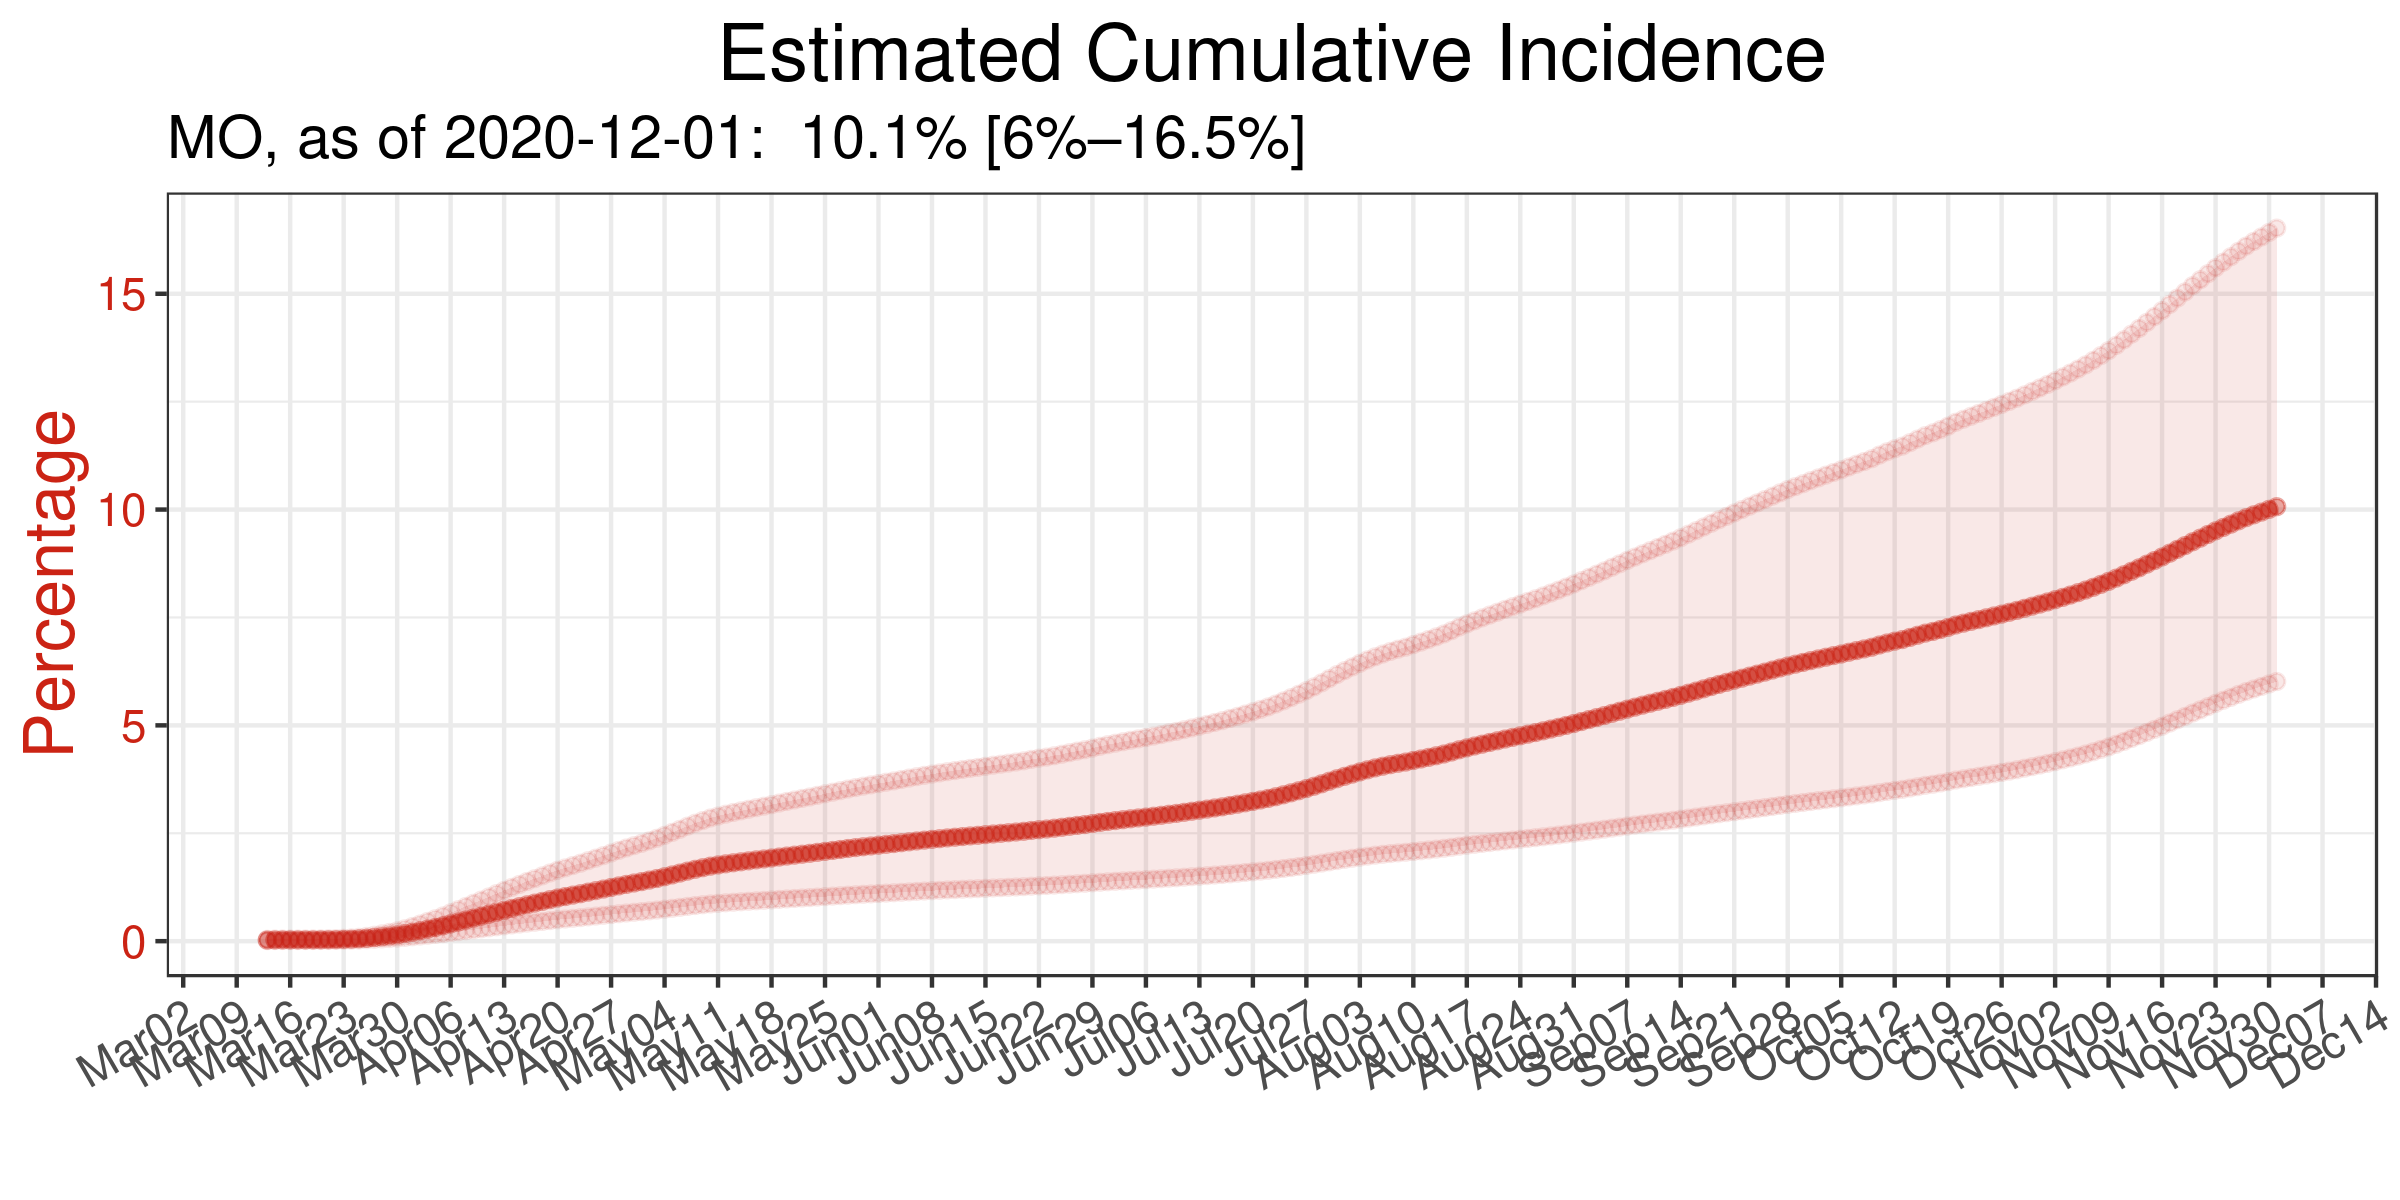 Estimated Cumulative Incidence
MO, as of 2020-12-01:  10.1% [6%–16.5%]
Percentage
15
10
5
0
Mar02
Mar09
Mar16
Mar23
Mar30
Apr06
Apr13
Apr20
Apr27
May04
May11
May18
May25
Jun01
Jun08
Jun15
Jun22
Jun29
Jul06
Jul13
Jul20
Jul27
Aug03
Aug10
Aug17
Aug24
Aug31
Sep07
Sep14
Sep21
Sep28
Oct05
Oct12
Oct19
Oct26
Nov02
Nov09
Nov16
Nov23
Nov30
Dec07
Dec14